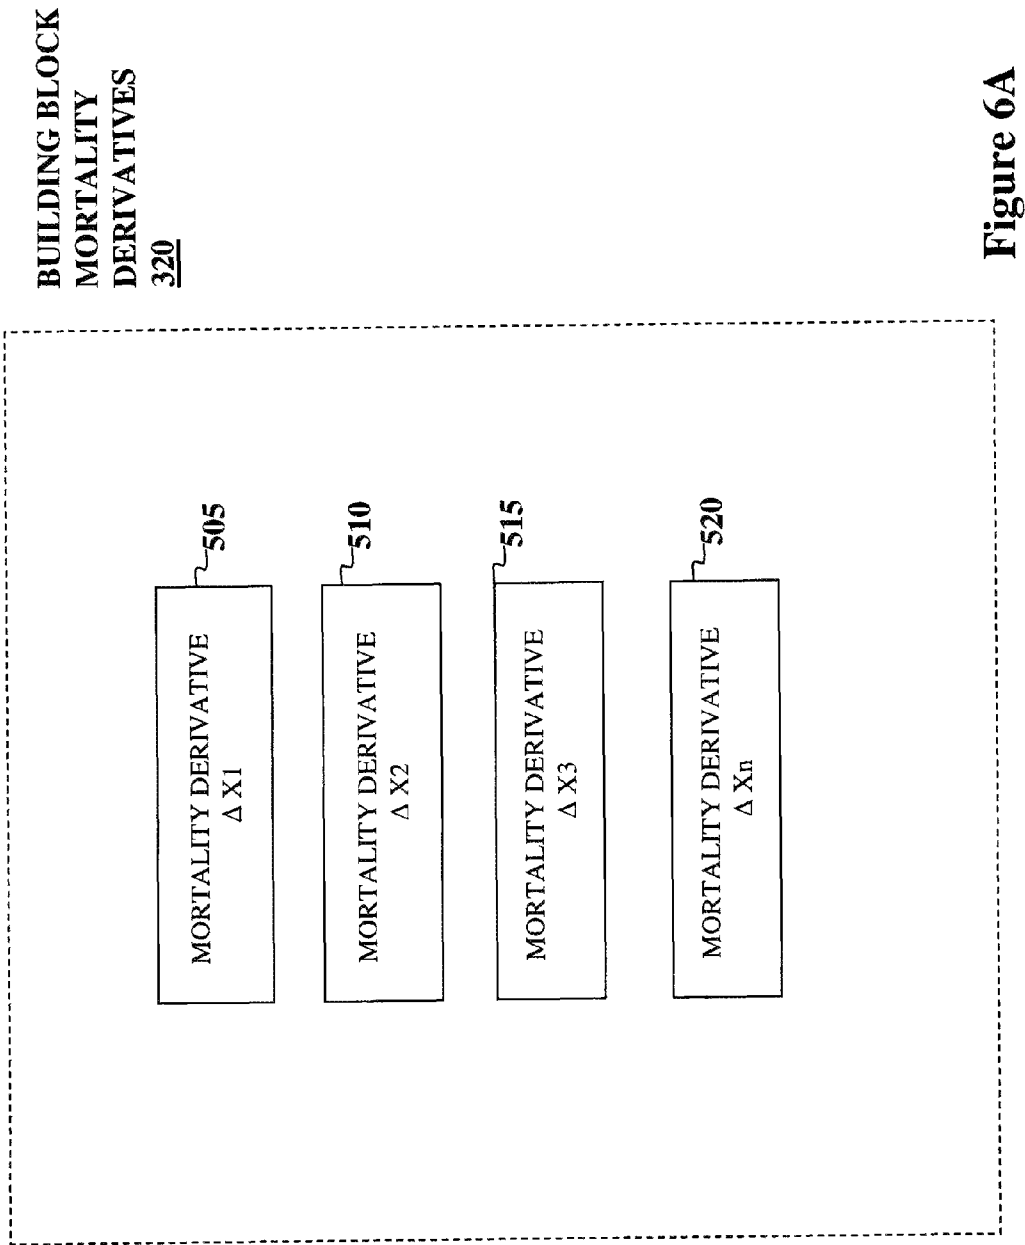 BUILDING BLOCK
MORTALITY
DERIVATIVES
320
MORTALITY DERIVATIVE
Δ X1
505
MORTALITY DERIVATIVE
Δ X2
510
MORTALITY DERIVATIVE
Δ X3
515
MORTALITY DERIVATIVE
Δ Xn
520
Figure 6A